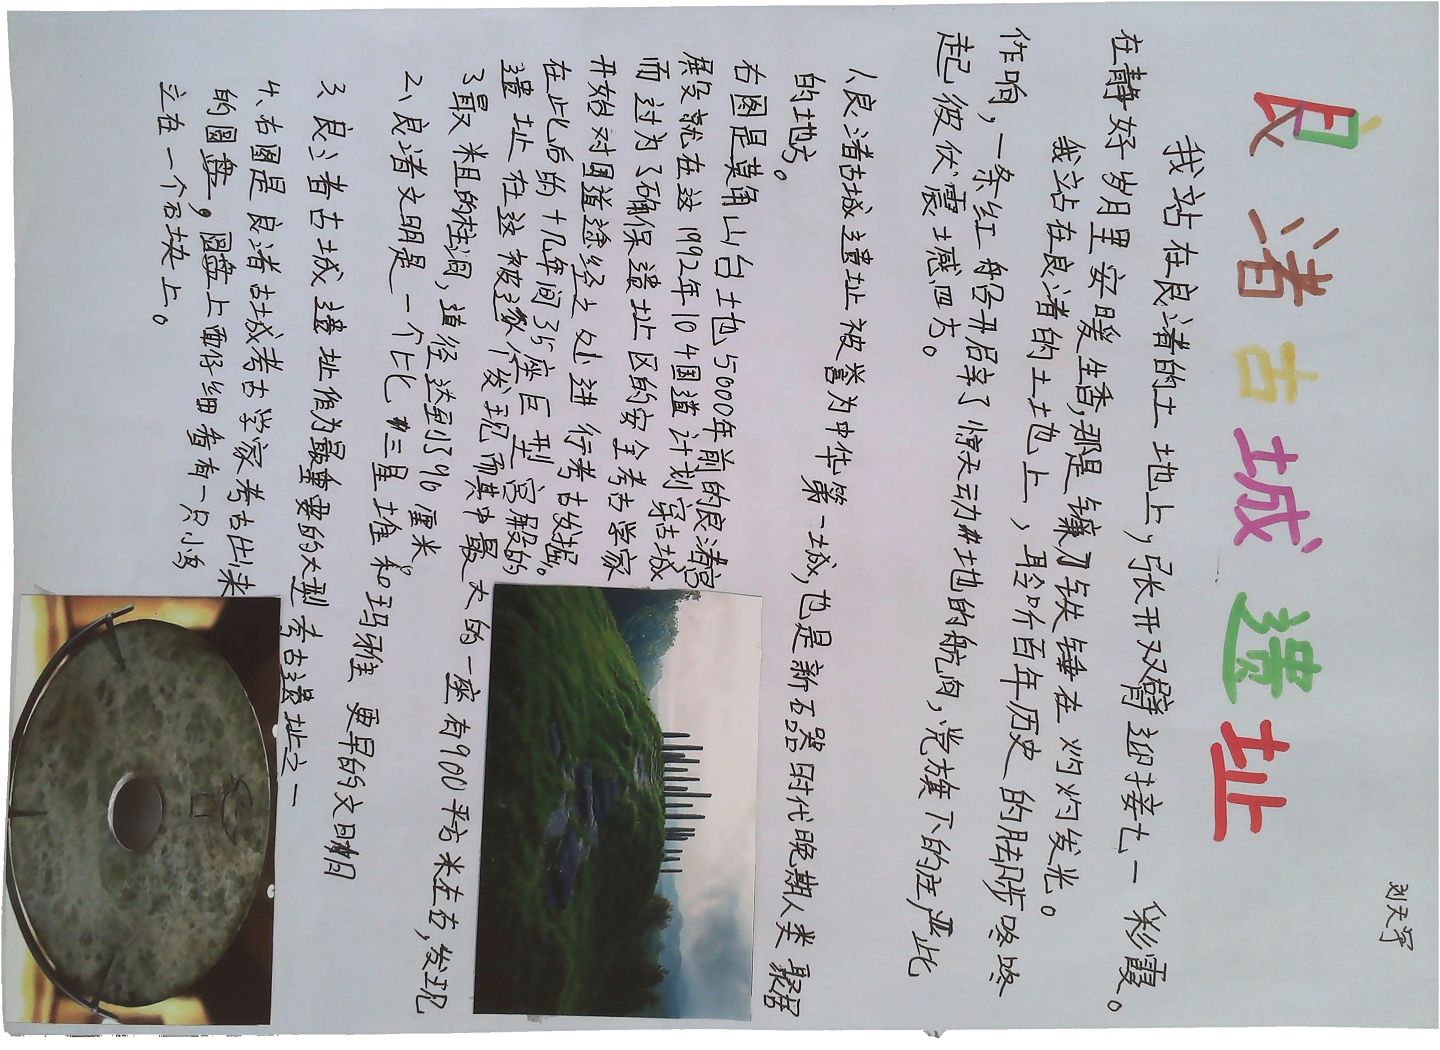 刘天宇
良渚古城遗址
我站在良渚的土地上，张开双臂迎接七一彩霞。
在静好岁月里安暖生香，那是镰刀铁锤在灼灼发光。
我站在良渚的土地上，聆听百年历史的脚步咚咚
作响，一条红船开启辛了惊天动地的航向，党旗下的庄严此
起彼伏震撼四方。
1、良渚古城遗址被誉为中华第一城，也是新石器时代晚期人类聚居
的地方。
右图是莫角山台土地5000年前的良渚宫
殿就在这1992年104国道计划穿古城
而过为了确保遗址区的安全考古学家
开始对国道途经之处进行考古发掘。
在此后的十几年间35座巨型宫殿的
遗址在这被逐个发现而其中最大的一座有900平方米左右，发现
了最粗的柱洞，直径达到了90厘米。
2、良渚文明是一个比三星堆和玛雅更早的文明
3、良渚古城遗址作为最重要的大型考古遗址之一
4、右图是良渚古城考古学家考古出来
的圆盘，圆盘上面仔细看有一只小鸟
立在一个石块上。